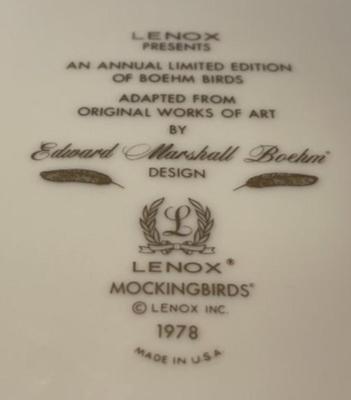 LENOX
PRESENTS
AN ANNUAL LIMITED EDITION
OF BOEHM BIRDS
ADAPTED FROM
ORIGINAL WORKS OF ART
BY
Edward Marshall Boehm®
DESIGN
L
LENOX®
MOCKINGBIRDS®
© LENOX INC.
1978
MADE IN U.S.A.